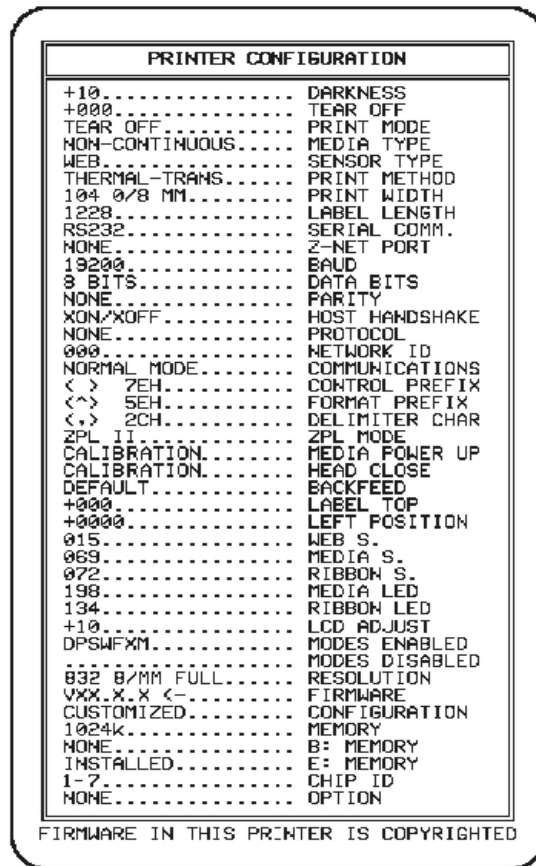 PRINTER CONFIGURATION
+10................ DARKNESS
+000............... TEAR OFF
TEAR OFF........... PRINT MODE
NON-CONTINUOUS..... MEDIA TYPE
WEB................ SENSOR TYPE
THERMAL-TRANS...... PRINT METHOD
104 0/8 MM......... PRINT WIDTH
1228............... LABEL LENGTH
RS232.............. SERIAL COMM.
NONE............... Z-NET PORT
19200.............. BAUD
8 BITS............. DATA BITS
NONE............... PARITY
XON/XOFF........... HOST HANDSHAKE
NONE............... PROTOCOL
000................ NETWORK ID
NORMAL MODE........ COMMUNICATIONS
< >  7EH........... CONTROL PREFIX
<^>  5EH........... FORMAT PREFIX
<,>  2CH........... DELIMITER CHAR
ZPL II............. ZPL MODE
CALIBRATION........ MEDIA POWER UP
CALIBRATION........ HEAD CLOSE
DEFAULT............ BACKFEED
+000............... LABEL TOP
+0000.............. LEFT POSITION
015................ WEB S.
069................ MEDIA S.
072................ RIBBON S.
198................ MEDIA LED
134................ RIBBON LED
+10................ LCD ADJUST
DPSWFXM............ MODES ENABLED
................... MODES DISABLED
832 8/MM FULL...... RESOLUTION
VXX.X.X <-......... FIRMWARE
CUSTOMIZED......... CONFIGURATION
1024k.............. MEMORY
NONE............... B: MEMORY
INSTALLED.......... E: MEMORY
1-7................ CHIP ID
NONE............... OPTION
FIRMWARE IN THIS PRINTER IS COPYRIGHTED